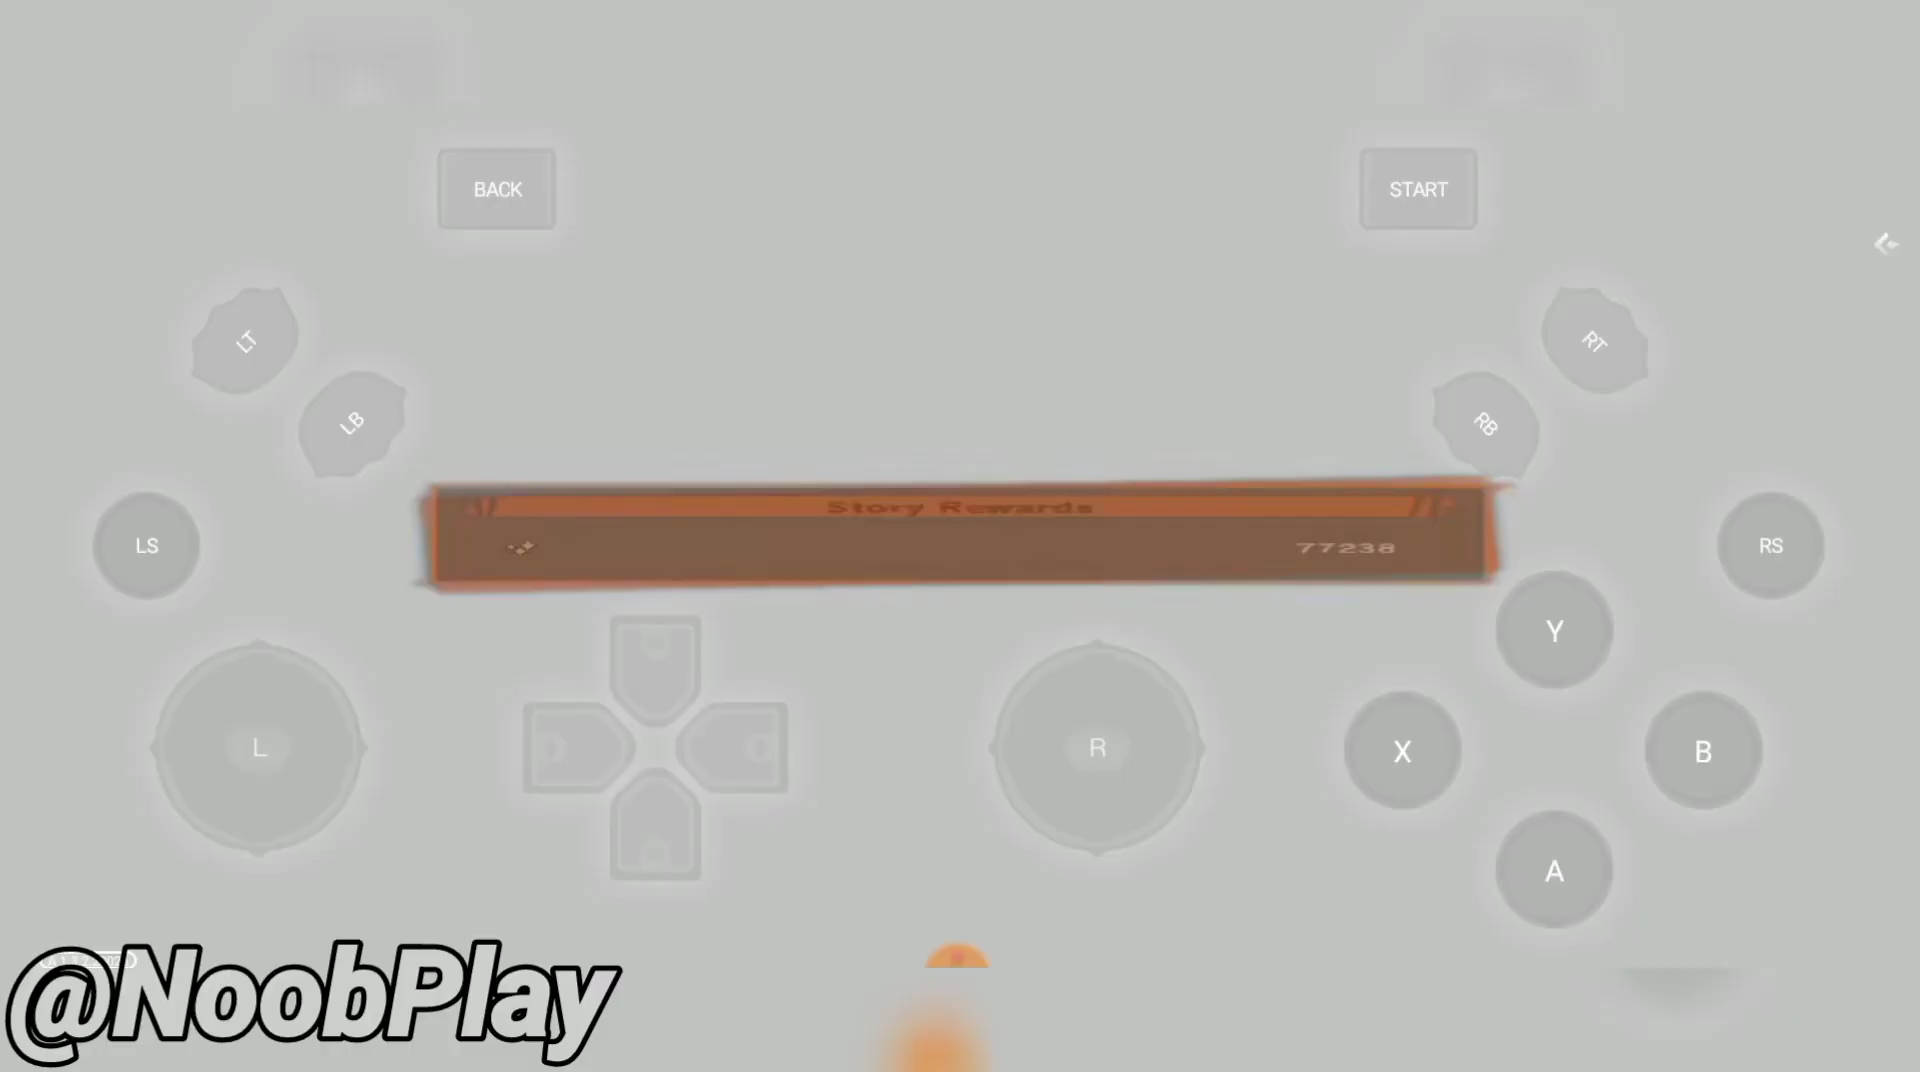 BACK
START
LT
RT
LB
RB
Story Rewards
77238
LS
RS
Y
L
R
X
B
A
@NoobPlay